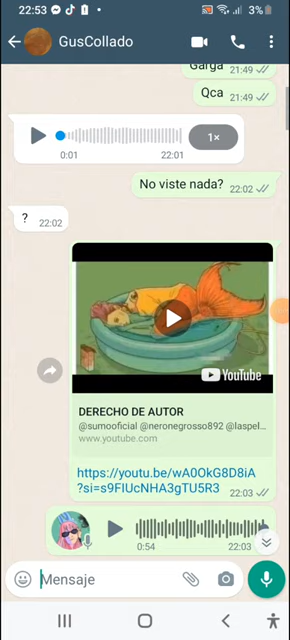 22:53
3%
GusCollado
Garga 21:49
Qca 21:49
1×
0:01 22:01
No viste nada? 22:02
? 22:02
YouTube
DERECHO DE AUTOR
@sumooficial @neronegrosso892 @laspel...
www.youtube.com
https://youtu.be/wA0OkG8D8iA
?si=s9FIUcNHA3gTU5R3 22:03
0:54 22:03
Mensaje